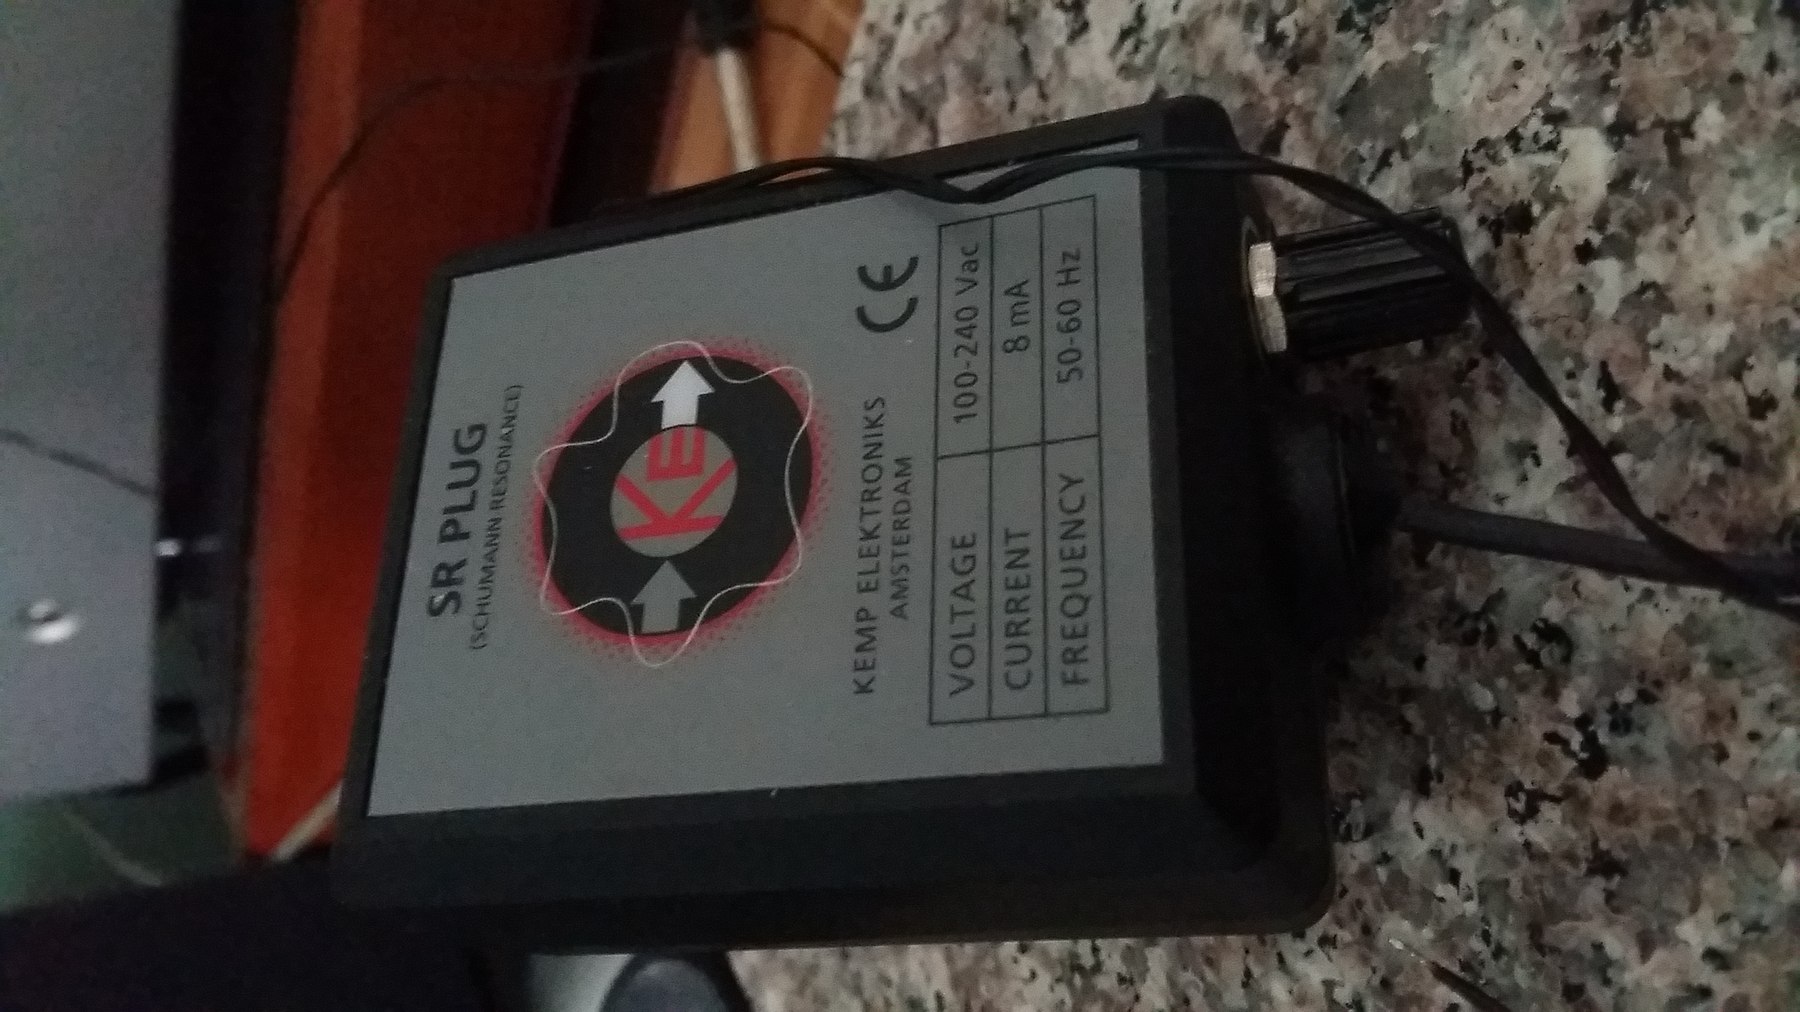 SR PLUG
(SCHUMANN RESONANCE)
KE
KEMP ELEKTRONIKS
AMSTERDAM
CE
VOLTAGE 100-240 Vac
CURRENT 8 mA
FREQUENCY 50-60 Hz